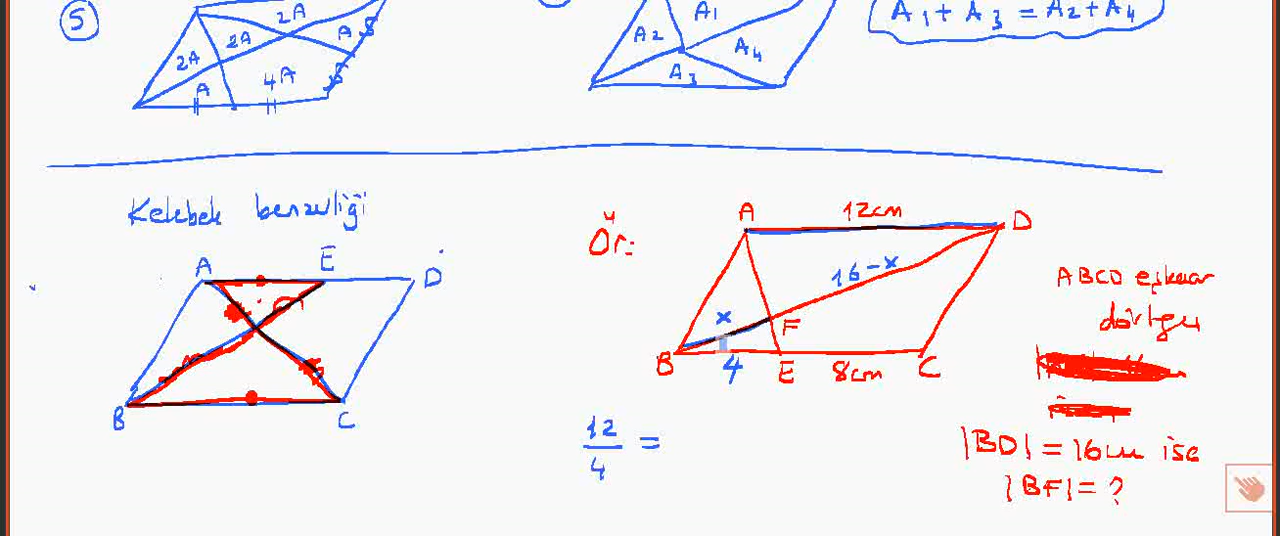 5
2A
2A
2A
A
A
4A
A1
A2
A3
A4
A1 + A3 = A2 + A4
Kelebek benzerliği
A
E
D
B
C
Ör:
A
12cm
D
16-x
x
F
B
4
E
8cm
C
ABCD eşkenar
dörtgen
|BD| = 16cm ise
|BF| = ?
12/4 =